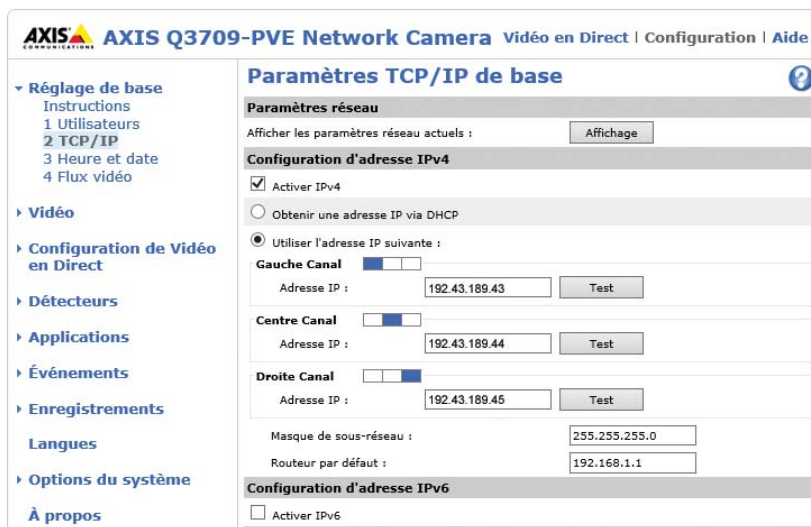 AXIS COMMUNICATIONS AXIS Q3709-PVE Network Camera Vidéo en Direct | Configuration | Aide
Réglage de base
Instructions
1 Utilisateurs
2 TCP/IP
3 Heure et date
4 Flux vidéo
Vidéo
Configuration de Vidéo
en Direct
Détecteurs
Applications
Événements
Enregistrements
Langues
Options du système
À propos
Paramètres TCP/IP de base ?
Paramètres réseau
Afficher les paramètres réseau actuels : Affichage
Configuration d'adresse IPv4
Activer IPv4
Obtenir une adresse IP via DHCP
Utiliser l'adresse IP suivante :
Gauche Canal
Adresse IP : 192.43.189.43 Test
Centre Canal
Adresse IP : 192.43.189.44 Test
Droite Canal
Adresse IP : 192.43.189.45 Test
Masque de sous-réseau : 255.255.255.0
Routeur par défaut : 192.168.1.1
Configuration d'adresse IPv6
Activer IPv6